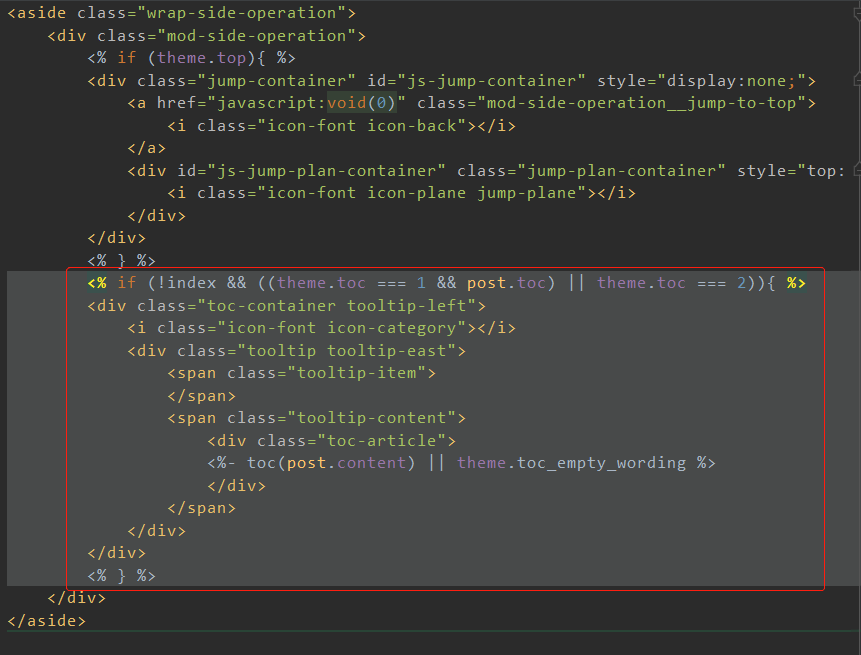 <aside class="wrap-side-operation">
    <div class="mod-side-operation">
        <% if (theme.top){ %>
        <div class="jump-container" id="js-jump-container" style="display:none;">
            <a href="javascript:void(0)" class="mod-side-operation__jump-to-top">
                <i class="icon-font icon-back"></i>
            </a>
            <div id="js-jump-plan-container" class="jump-plan-container" style="top:
                <i class="icon-font icon-plane jump-plane"></i>
            </div>
        </div>
        <% } %>
        <% if (!index && ((theme.toc === 1 && post.toc) || theme.toc === 2)){ %>
        <div class="toc-container tooltip-left">
            <i class="icon-font icon-category"></i>
            <div class="tooltip tooltip-east">
                <span class="tooltip-item">
                </span>
                <span class="tooltip-content">
                    <div class="toc-article">
                    <%- toc(post.content) || theme.toc_empty_wording %>
                    </div>
                </span>
            </div>
        </div>
        <% } %>
    </div>
</aside>